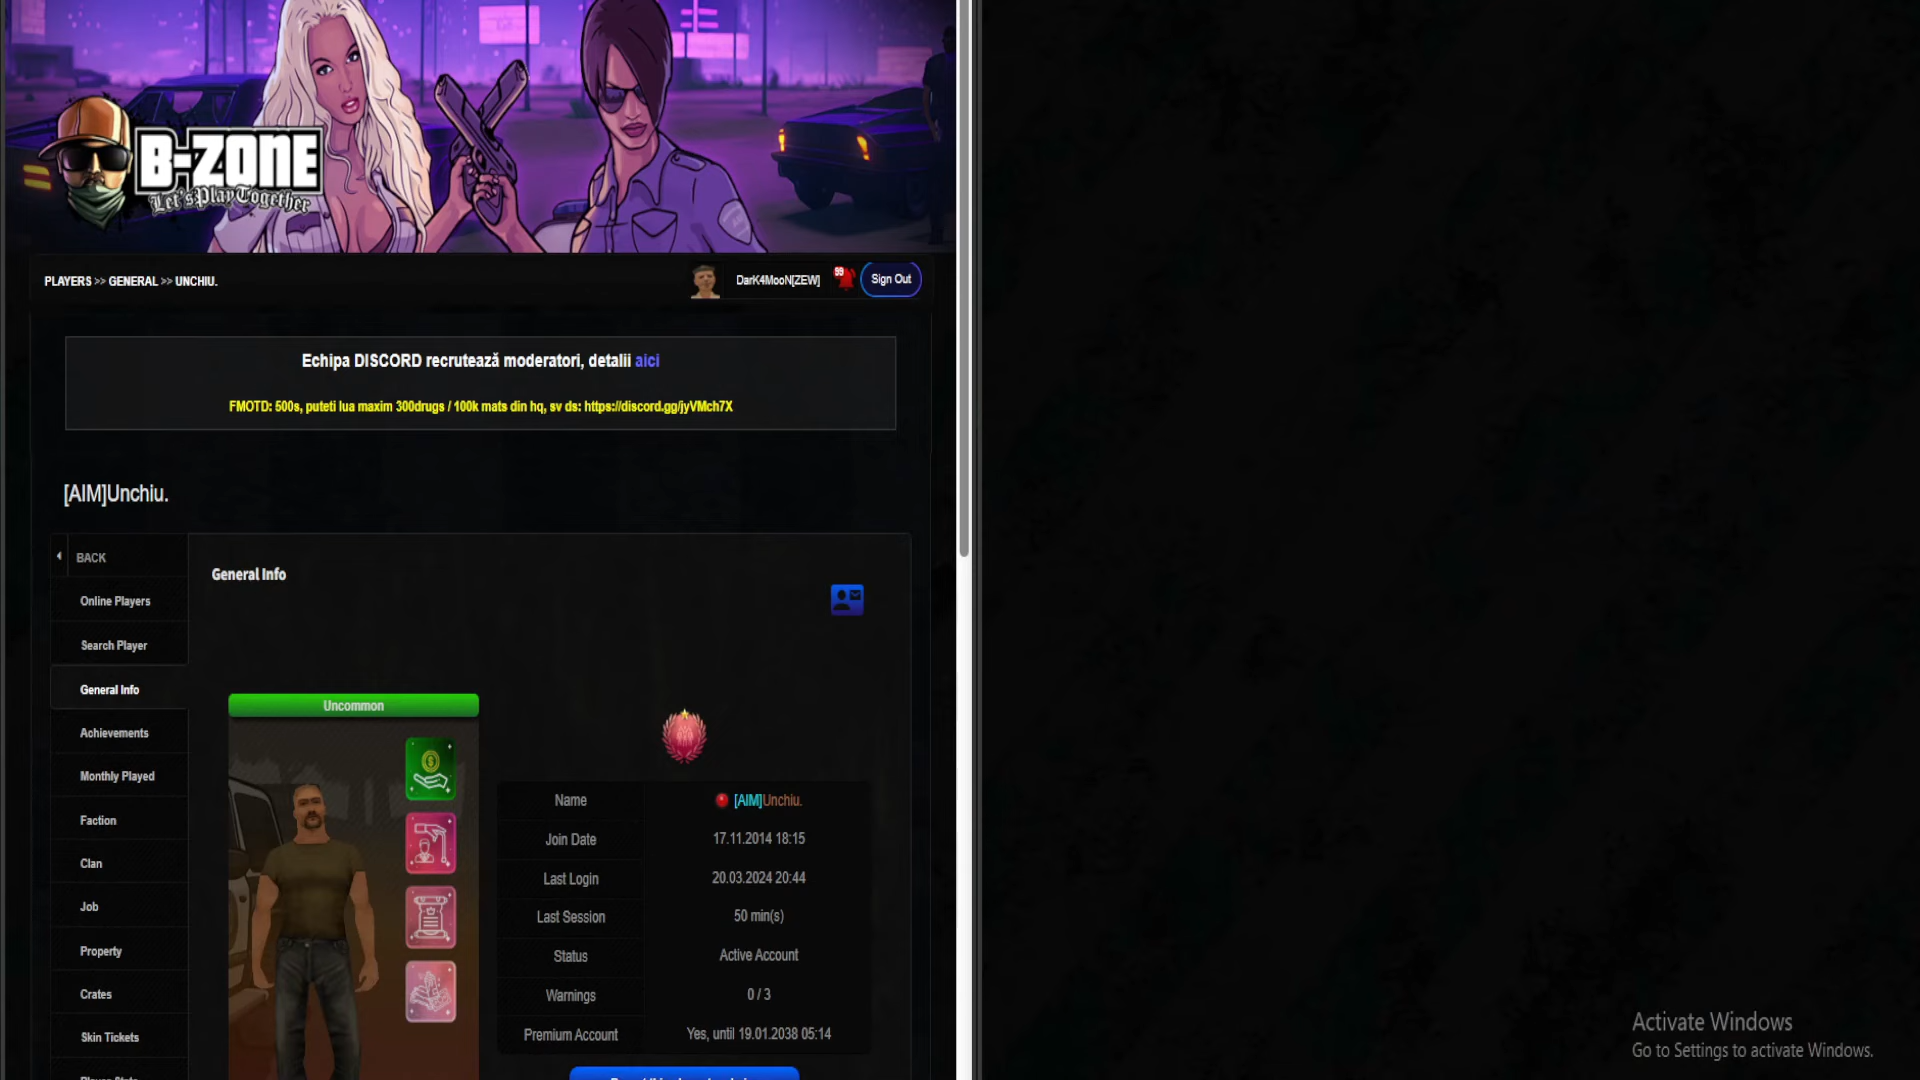 B-ZONE
Let'sPlayTogether
PLAYERS >> GENERAL >> UNCHIU.
DarK4MooN[ZEW]
99
Sign Out
Echipa DISCORD recrutează moderatori, detalii aici
FMOTD: 500s, puteti lua maxim 300drugs / 100k mats din hq, sv ds: https://discord.gg/jyVMch7X
[AIM]Unchiu.
BACK
Online Players
Search Player
General Info
Achievements
Monthly Played
Faction
Clan
Job
Property
Crates
Skin Tickets
General Info
Uncommon
Name [AIM]Unchiu.
Join Date 17.11.2014 18:15
Last Login 20.03.2024 20:44
Last Session 50 min(s)
Status Active Account
Warnings 0 / 3
Premium Account Yes, until 19.01.2038 05:14
Activate Windows
Go to Settings to activate Windows.